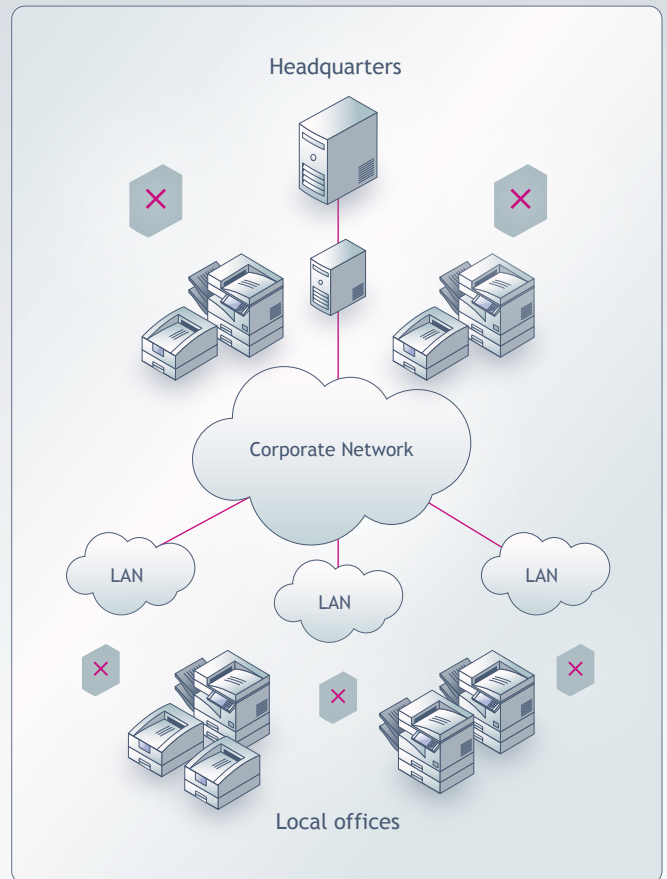 Headquarters
Corporate Network
LAN
LAN
LAN
Local offices